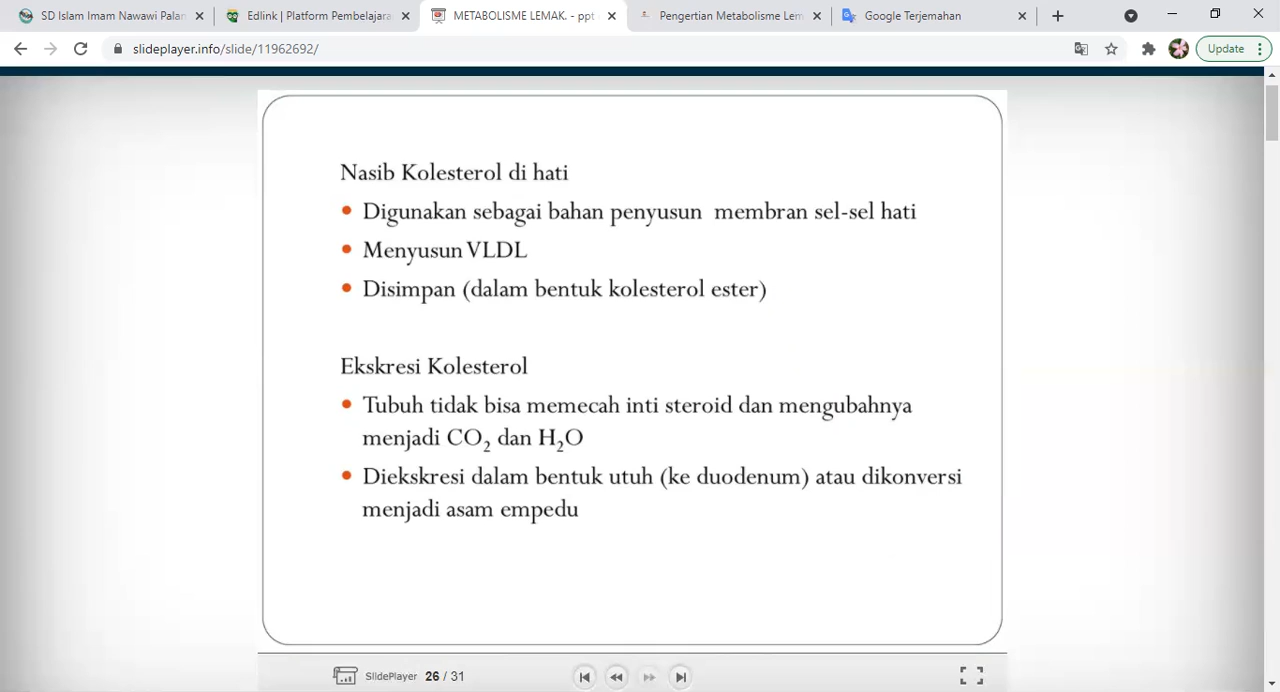 SD Islam Imam Nawawi Palan
Edlink | Platform Pembelajara
METABOLISME LEMAK. - ppt
Pengertian Metabolisme Lem
Google Terjemahan
slideplayer.info/slide/11962692/
Update
Nasib Kolesterol di hati
• Digunakan sebagai bahan penyusun membran sel-sel hati
• Menyusun VLDL
• Disimpan (dalam bentuk kolesterol ester)
Ekskresi Kolesterol
• Tubuh tidak bisa memecah inti steroid dan mengubahnya
menjadi CO₂ dan H₂O
• Diekskresi dalam bentuk utuh (ke duodenum) atau dikonversi
menjadi asam empedu
SlidePlayer 26 / 31